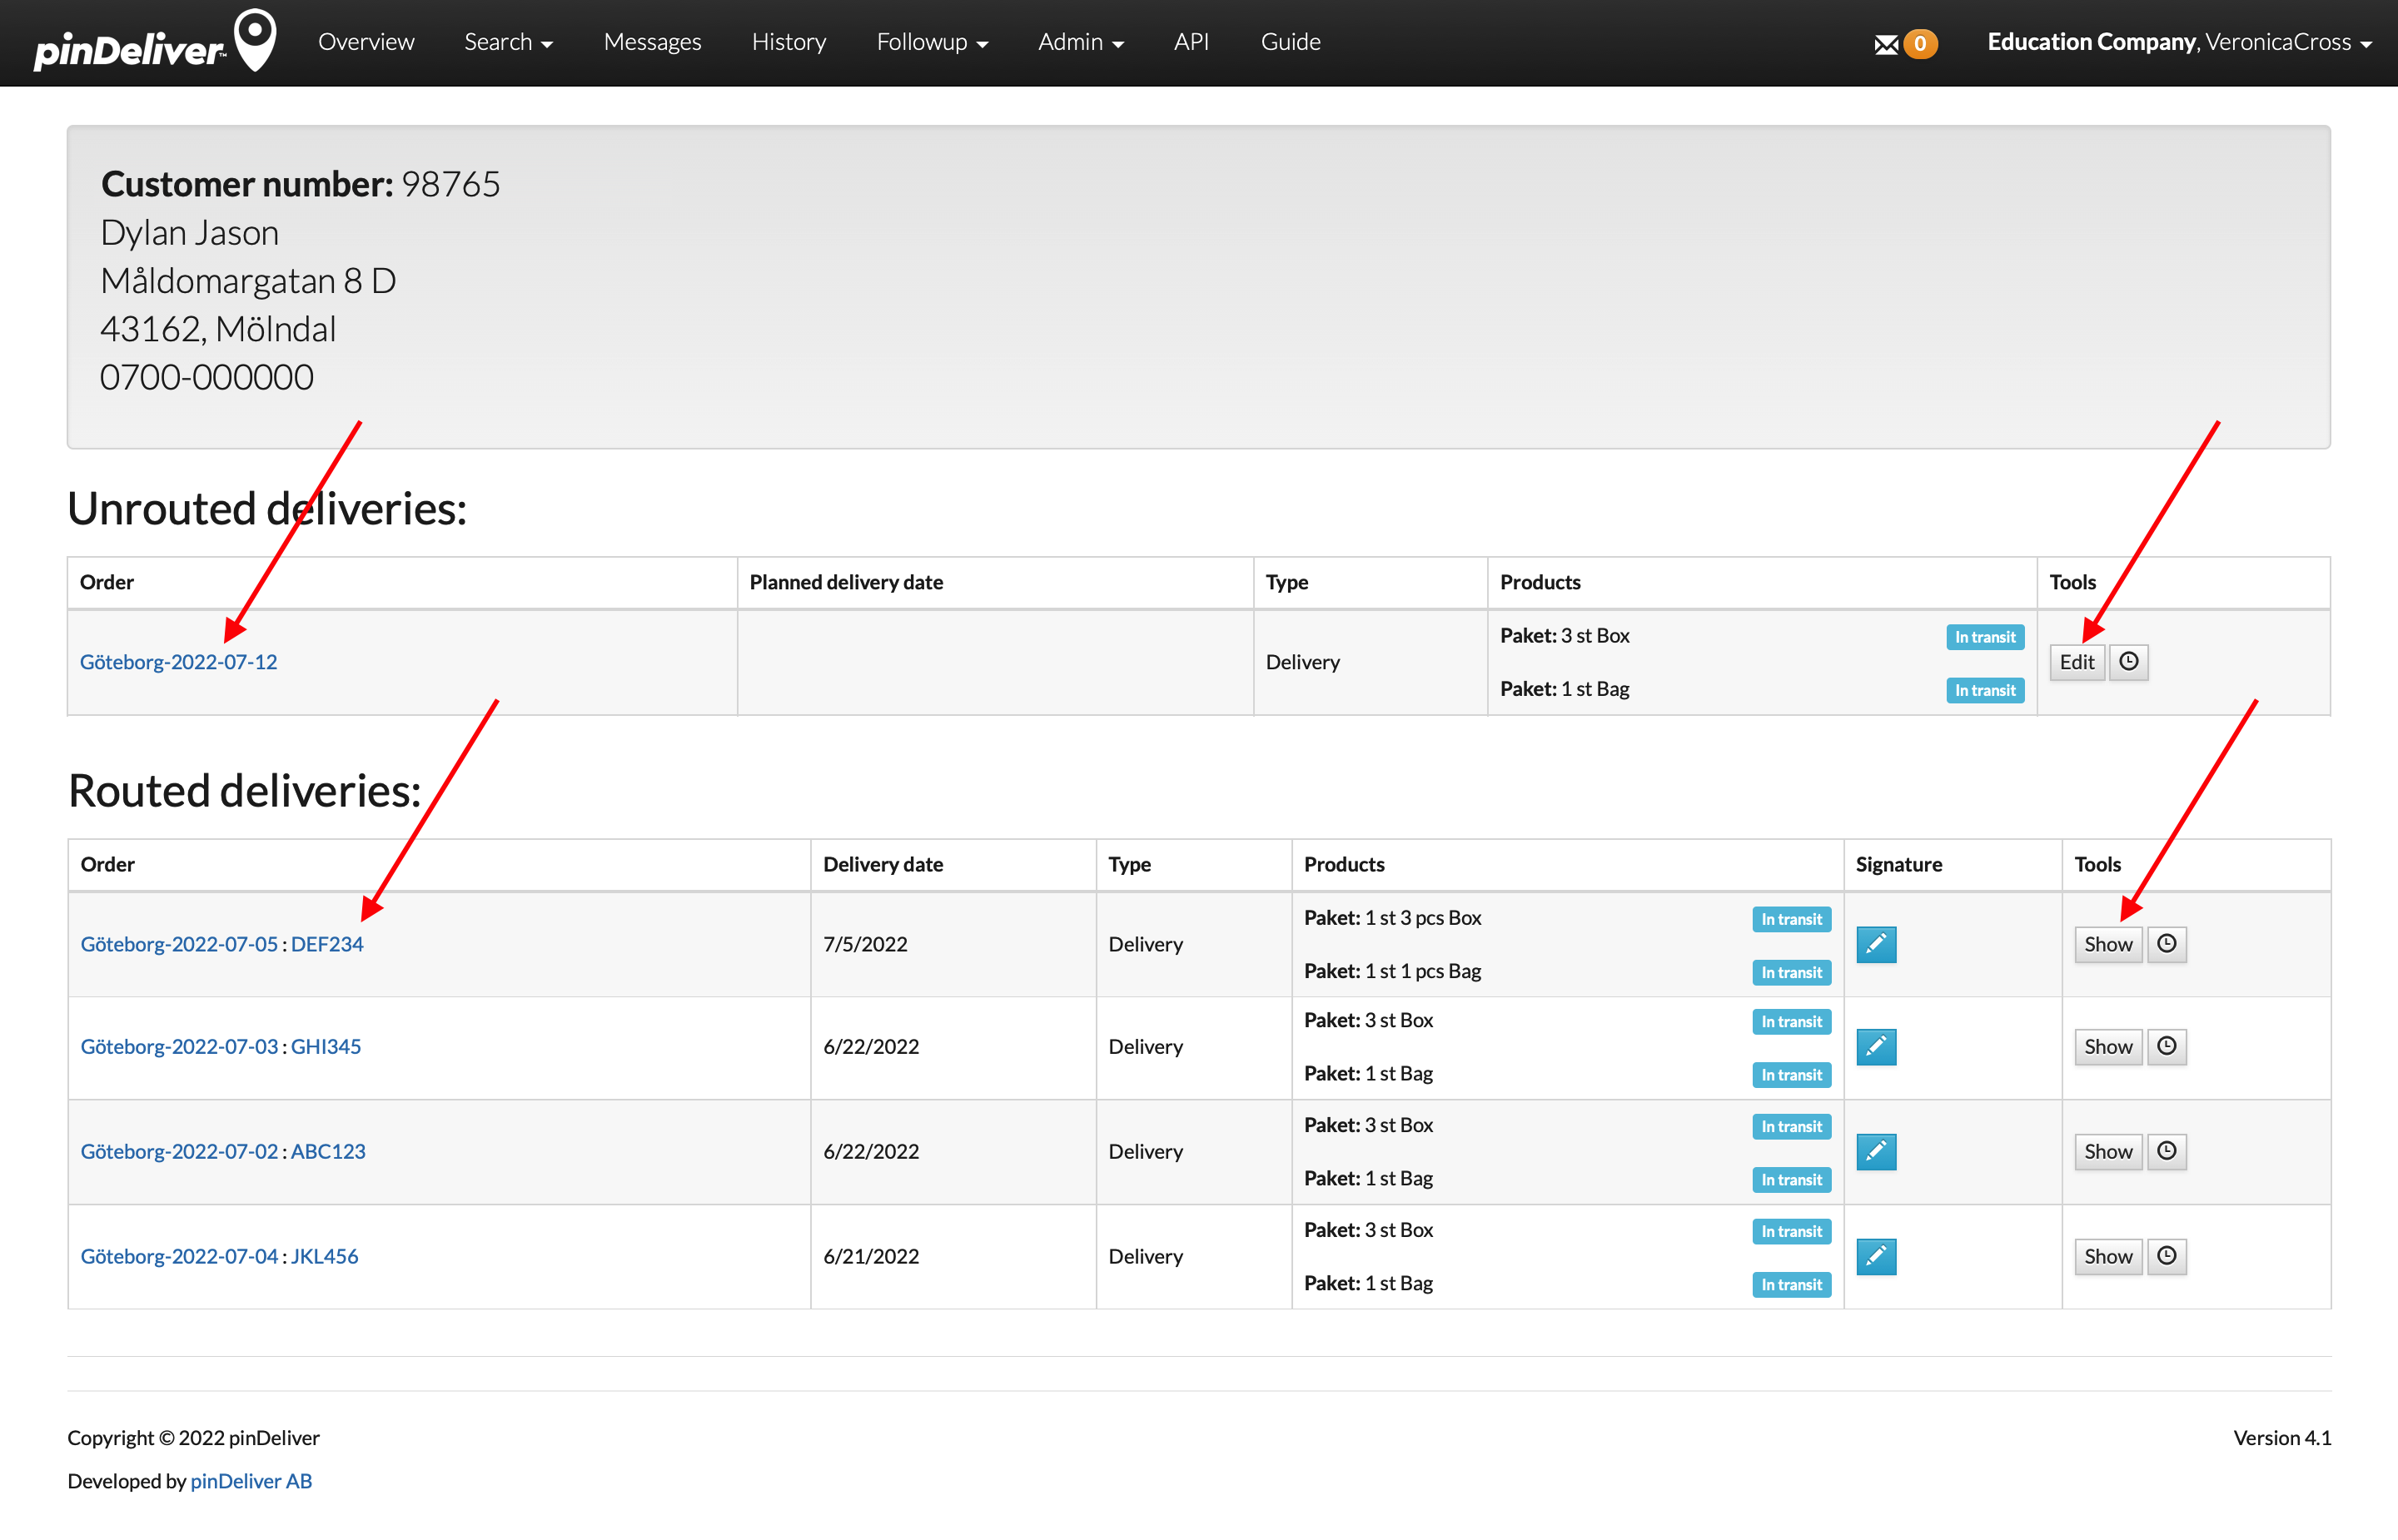 pinDeliver™ Overview Search Messages History Followup Admin API Guide 0 Education Company, VeronicaCross
Customer number: 98765
Dylan Jason
Måldomargatan 8 D
43162, Mölndal
0700-000000
Unrouted deliveries:
Order Planned delivery date Type Products Tools
Göteborg-2022-07-12 Delivery Paket: 3 st Box In transit Edit
Paket: 1 st Bag In transit
Routed deliveries:
Order Delivery date Type Products Signature Tools
Göteborg-2022-07-05 : DEF234 7/5/2022 Delivery Paket: 1 st 3 pcs Box In transit Show
Paket: 1 st 1 pcs Bag In transit
Göteborg-2022-07-03 : GHI345 6/22/2022 Delivery Paket: 3 st Box In transit Show
Paket: 1 st Bag In transit
Göteborg-2022-07-02 : ABC123 6/22/2022 Delivery Paket: 3 st Box In transit Show
Paket: 1 st Bag In transit
Göteborg-2022-07-04 : JKL456 6/21/2022 Delivery Paket: 3 st Box In transit Show
Paket: 1 st Bag In transit
Copyright © 2022 pinDeliver Version 4.1
Developed by pinDeliver AB